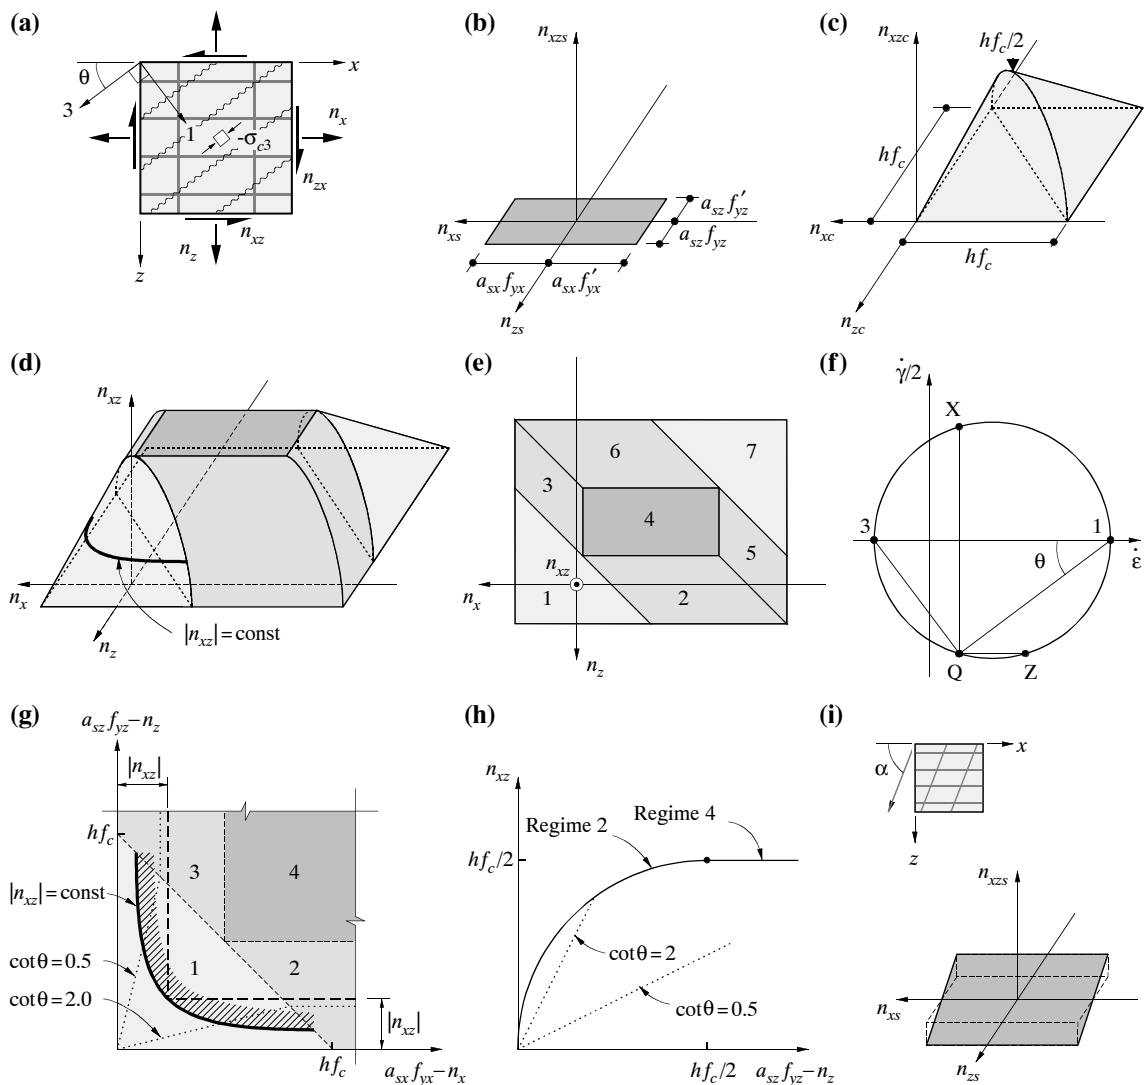 (a)
θ
x
3
1
-σc3
nx
nzx
nxz
nz
z
(b)
nxzs
nxs
asz f′yz
asz fyz
asx fyx
asx f′yx
nzs
(c)
nxzc
hfc/2
hfc
nxc
hfc
nzc
(d)
nxz
nx
nz
|nxz| = const
(e)
6
7
3
4
5
nxz
nx
1
2
nz
(f)
γ̇/2
X
3
1
θ
ε̇
Q
Z
(g)
asz fyz – nz
|nxz|
hfc
3
4
|nxz| = const
cotθ = 0.5
1
2
cotθ = 2.0
|nxz|
hfc
asx fyx – nx
(h)
nxz
Regime 4
Regime 2
hfc/2
cotθ = 2
cotθ = 0.5
hfc/2
asz fyz – nz
(i)
x
α
z
nxzs
nxs
nzs